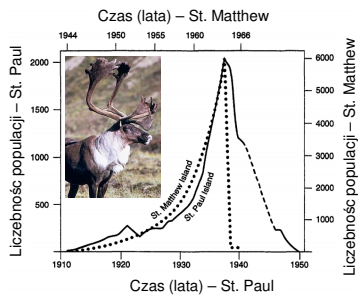 Czas (lata) – St. Matthew
1944 1950 1955 1960 1966
Liczebność populacji – St. Paul
2000
1500
1000
500
6000
5000
4000
3000
2000
1000
Liczebność populacji – St. Matthew
St. Matthew Island
St. Paul Island
1910 1920 1930 1940 1950
Czas (lata) – St. Paul